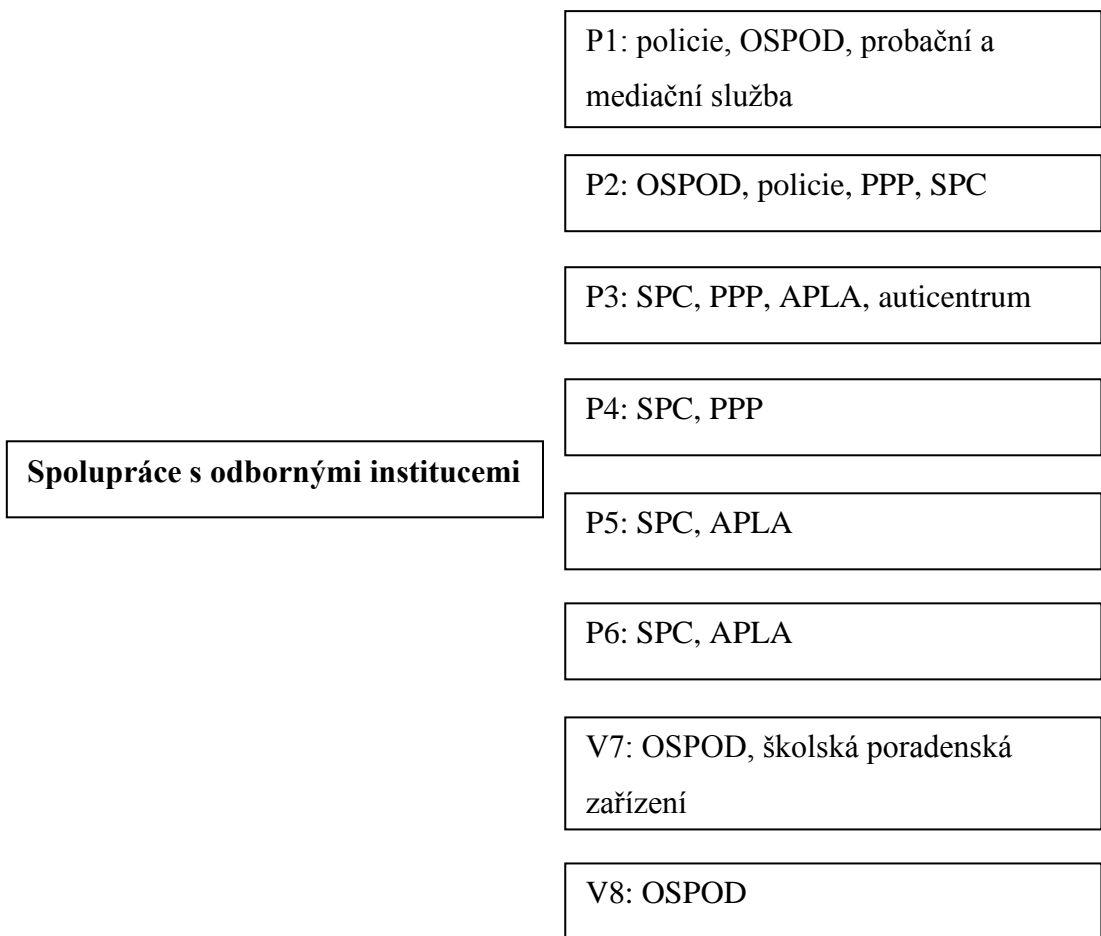 P1: policie, OSPOD, probační a
mediační služba
P2: OSPOD, policie, PPP, SPC
P3: SPC, PPP, APLA, auticentrum
P4: SPC, PPP
Spolupráce s odbornými institucemi
P5: SPC, APLA
P6: SPC, APLA
V7: OSPOD, školská poradenská
zařízení
V8: OSPOD